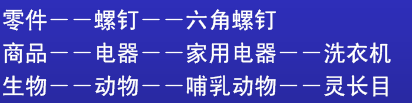 零件——螺钉——六角螺钉
商品——电器——家用电器——洗衣机
生物——动物——哺乳动物——灵长目